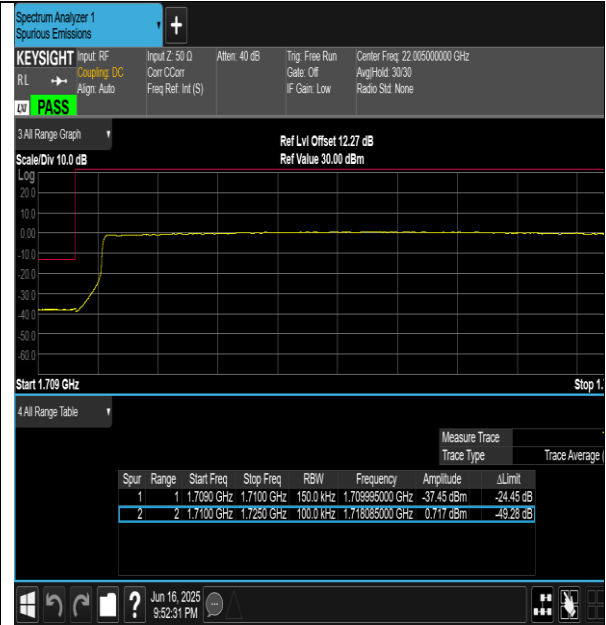 Spectrum Analyzer 1
Spurious Emissions
KEYSIGHT
RL
LXI PASS
Input: RF
Coupling: DC
Align: Auto
Input Z: 50 Ω
Corr CCorr
Freq Ref: Int (S)
Atten: 40 dB
Trig: Free Run
Gate: Off
IF Gain: Low
Center Freq: 22.005000000 GHz
Avg|Hold: 30/30
Radio Std: None
3 All Range Graph
Ref Lvl Offset 12.27 dB
Scale/Div 10.0 dB
Ref Value 30.00 dBm
Log
20.0
10.0
0.00
-10.0
-20.0
-30.0
-40.0
-50.0
-60.0
Start 1.709 GHz
Stop 1.
4 All Range Table
Measure Trace
Trace Type Trace Average (
Spur Range Start Freq Stop Freq RBW Frequency Amplitude ΔLimit
1 1 1.7090 GHz 1.7100 GHz 150.0 kHz 1.709995000 GHz -37.45 dBm -24.45 dB
2 2 1.7100 GHz 1.7250 GHz 100.0 kHz 1.718085000 GHz 0.717 dBm -49.28 dB
?
Jun 16, 2025
9:52:31 PM